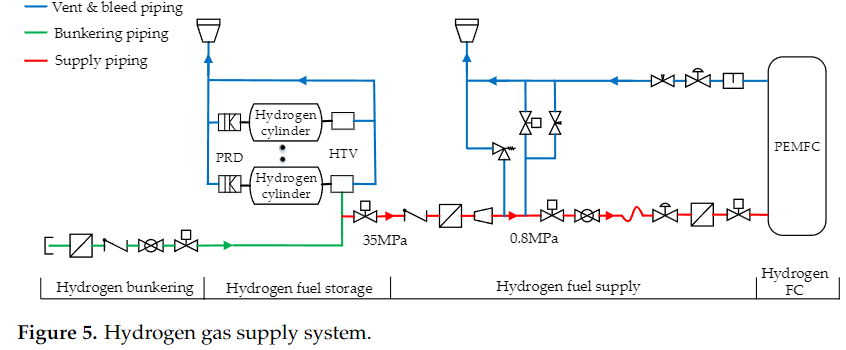 Vent & bleed piping
Bunkering piping
Supply piping
Hydrogen
cylinder
PRD
HTV
Hydrogen
cylinder
PEMFC
35MPa
0.8MPa
Hydrogen bunkering
Hydrogen fuel storage
Hydrogen fuel supply
Hydrogen
FC
Figure 5. Hydrogen gas supply system.